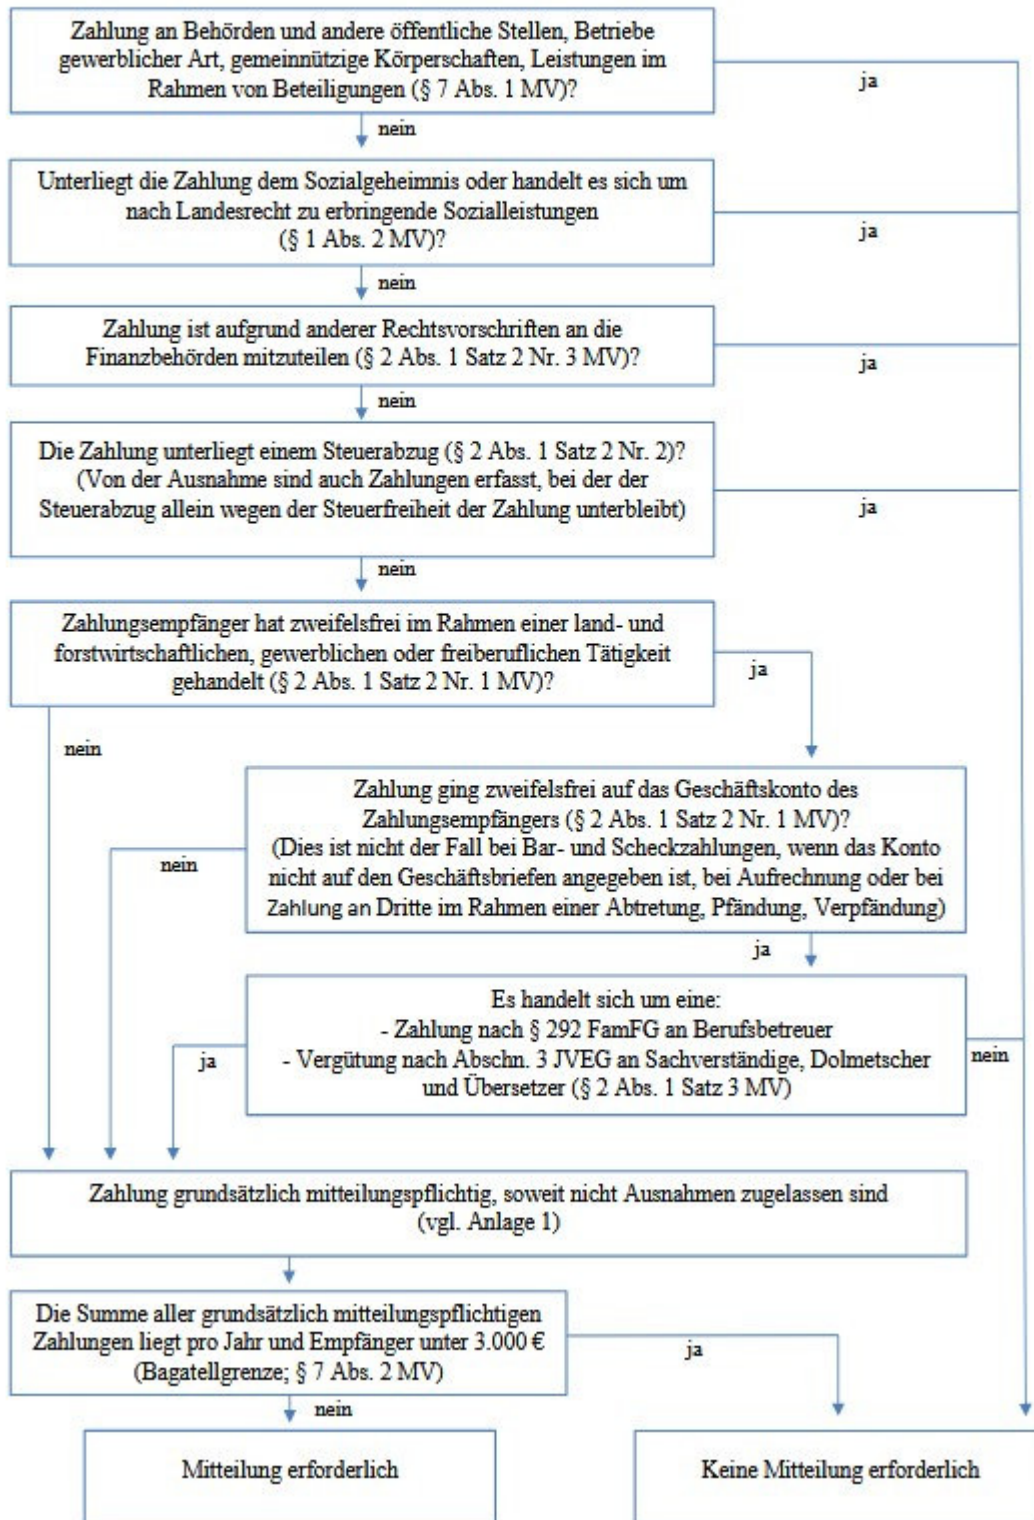 Zahlung an Behörden und andere öffentliche Stellen, Betriebe
gewerblicher Art, gemeinnützige Körperschaften, Leistungen im
Rahmen von Beteiligungen (§ 7 Abs. 1 MV)?
ja
nein
Unterliegt die Zahlung dem Sozialgeheimnis oder handelt es sich um
nach Landesrecht zu erbringende Sozialleistungen
(§ 1 Abs. 2 MV)?
ja
nein
Zahlung ist aufgrund anderer Rechtsvorschriften an die
Finanzbehörden mitzuteilen (§ 2 Abs. 1 Satz 2 Nr. 3 MV)?
ja
nein
Die Zahlung unterliegt einem Steuerabzug (§ 2 Abs. 1 Satz 2 Nr. 2)?
(Von der Ausnahme sind auch Zahlungen erfasst, bei der der
Steuerabzug allein wegen der Steuerfreiheit der Zahlung unterbleibt)
ja
nein
Zahlungsempfänger hat zweifelsfrei im Rahmen einer land- und
forstwirtschaftlichen, gewerblichen oder freiberuflichen Tätigkeit
gehandelt (§ 2 Abs. 1 Satz 2 Nr. 1 MV)?
ja
nein
Zahlung ging zweifelsfrei auf das Geschäftskonto des
Zahlungsempfängers (§ 2 Abs. 1 Satz 2 Nr. 1 MV)?
(Dies ist nicht der Fall bei Bar- und Scheckzahlungen, wenn das Konto
nicht auf den Geschäftsbriefen angegeben ist, bei Aufrechnung oder bei
Zahlung an Dritte im Rahmen einer Abtretung, Pfändung, Verpfändung)
nein
ja
Es handelt sich um eine:
- Zahlung nach § 292 FamFG an Berufsbetreuer
- Vergütung nach Abschn. 3 JVEG an Sachverständige, Dolmetscher
und Übersetzer (§ 2 Abs. 1 Satz 3 MV)
ja
nein
Zahlung grundsätzlich mitteilungspflichtig, soweit nicht Ausnahmen zugelassen sind
(vgl. Anlage 1)
Die Summe aller grundsätzlich mitteilungspflichtigen
Zahlungen liegt pro Jahr und Empfänger unter 3.000 €
(Bagatellgrenze; § 7 Abs. 2 MV)
ja
nein
Mitteilung erforderlich
Keine Mitteilung erforderlich